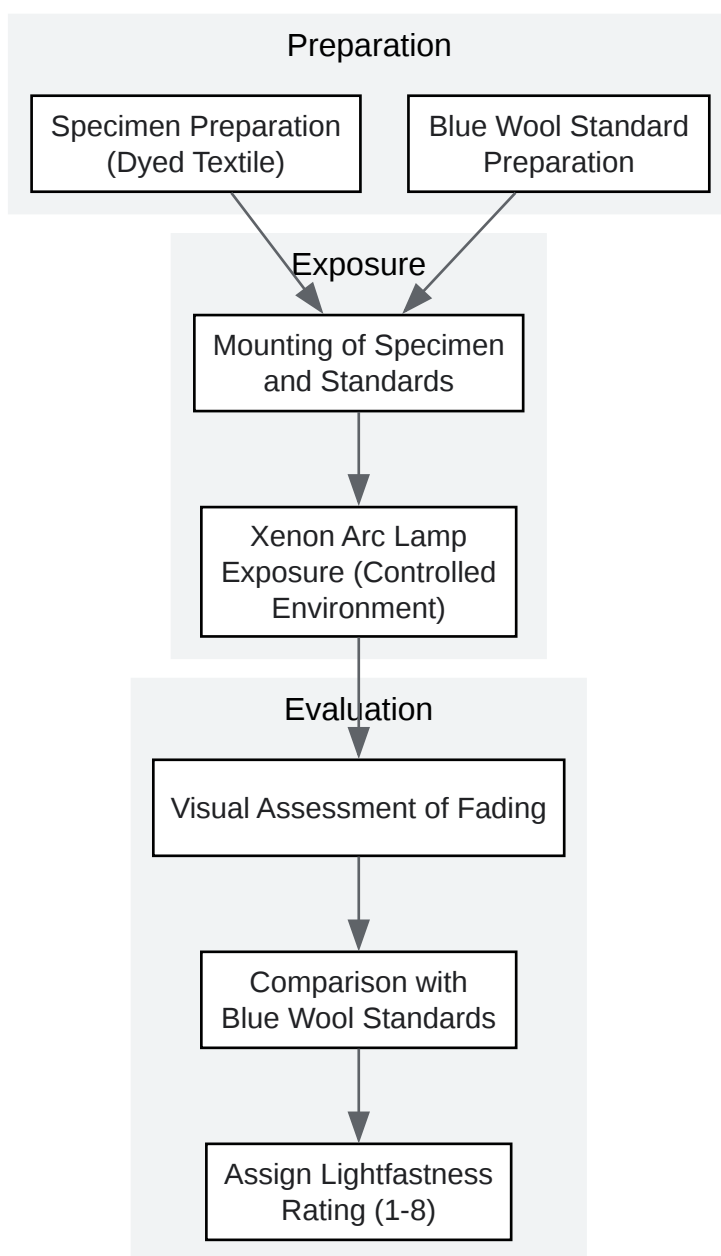 Preparation
Specimen Preparation
(Dyed Textile)
Blue Wool Standard
Preparation
Exposure
Mounting of Specimen
and Standards
Xenon Arc Lamp
Exposure (Controlled
Environment)
Evaluation
Visual Assessment of Fading
Comparison with
Blue Wool Standards
Assign Lightfastness
Rating (1-8)